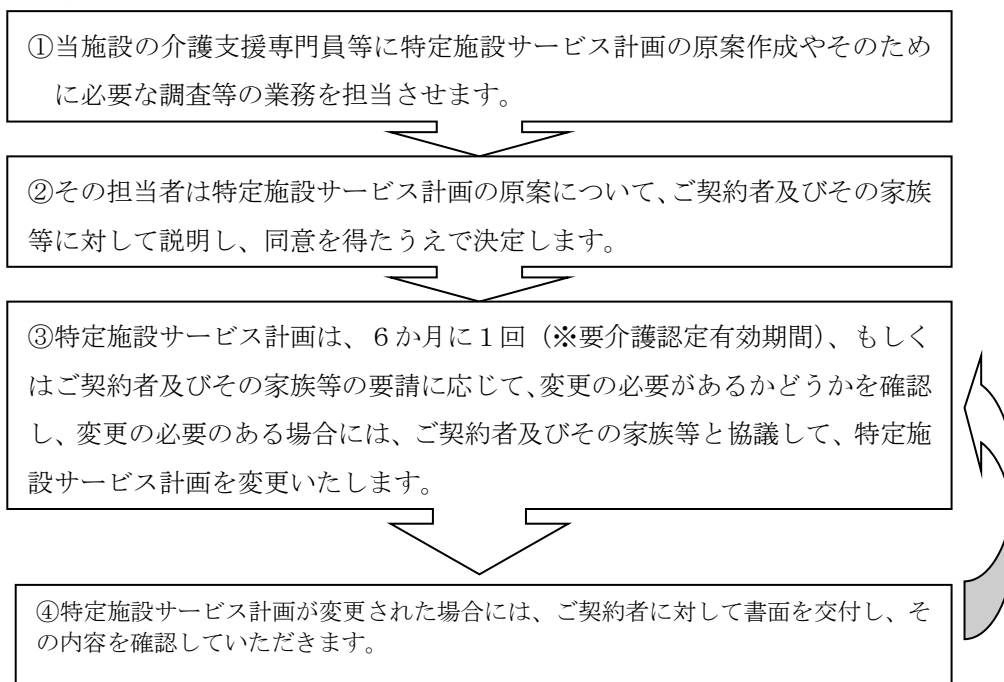 ①当施設の介護支援専門員等に特定施設サービス計画の原案作成やそのため
に必要な調査等の業務を担当させます。
②その担当者は特定施設サービス計画の原案について、ご契約者及びその家族
等に対して説明し、同意を得たうえで決定します。
③特定施設サービス計画は、６か月に１回（※要介護認定有効期間）、もしく
はご契約者及びその家族等の要請に応じて、変更の必要があるかどうかを確認
し、変更の必要のある場合には、ご契約者及びその家族等と協議して、特定施
設サービス計画を変更いたします。
④特定施設サービス計画が変更された場合には、ご契約者に対して書面を交付し、そ
の内容を確認していただきます。